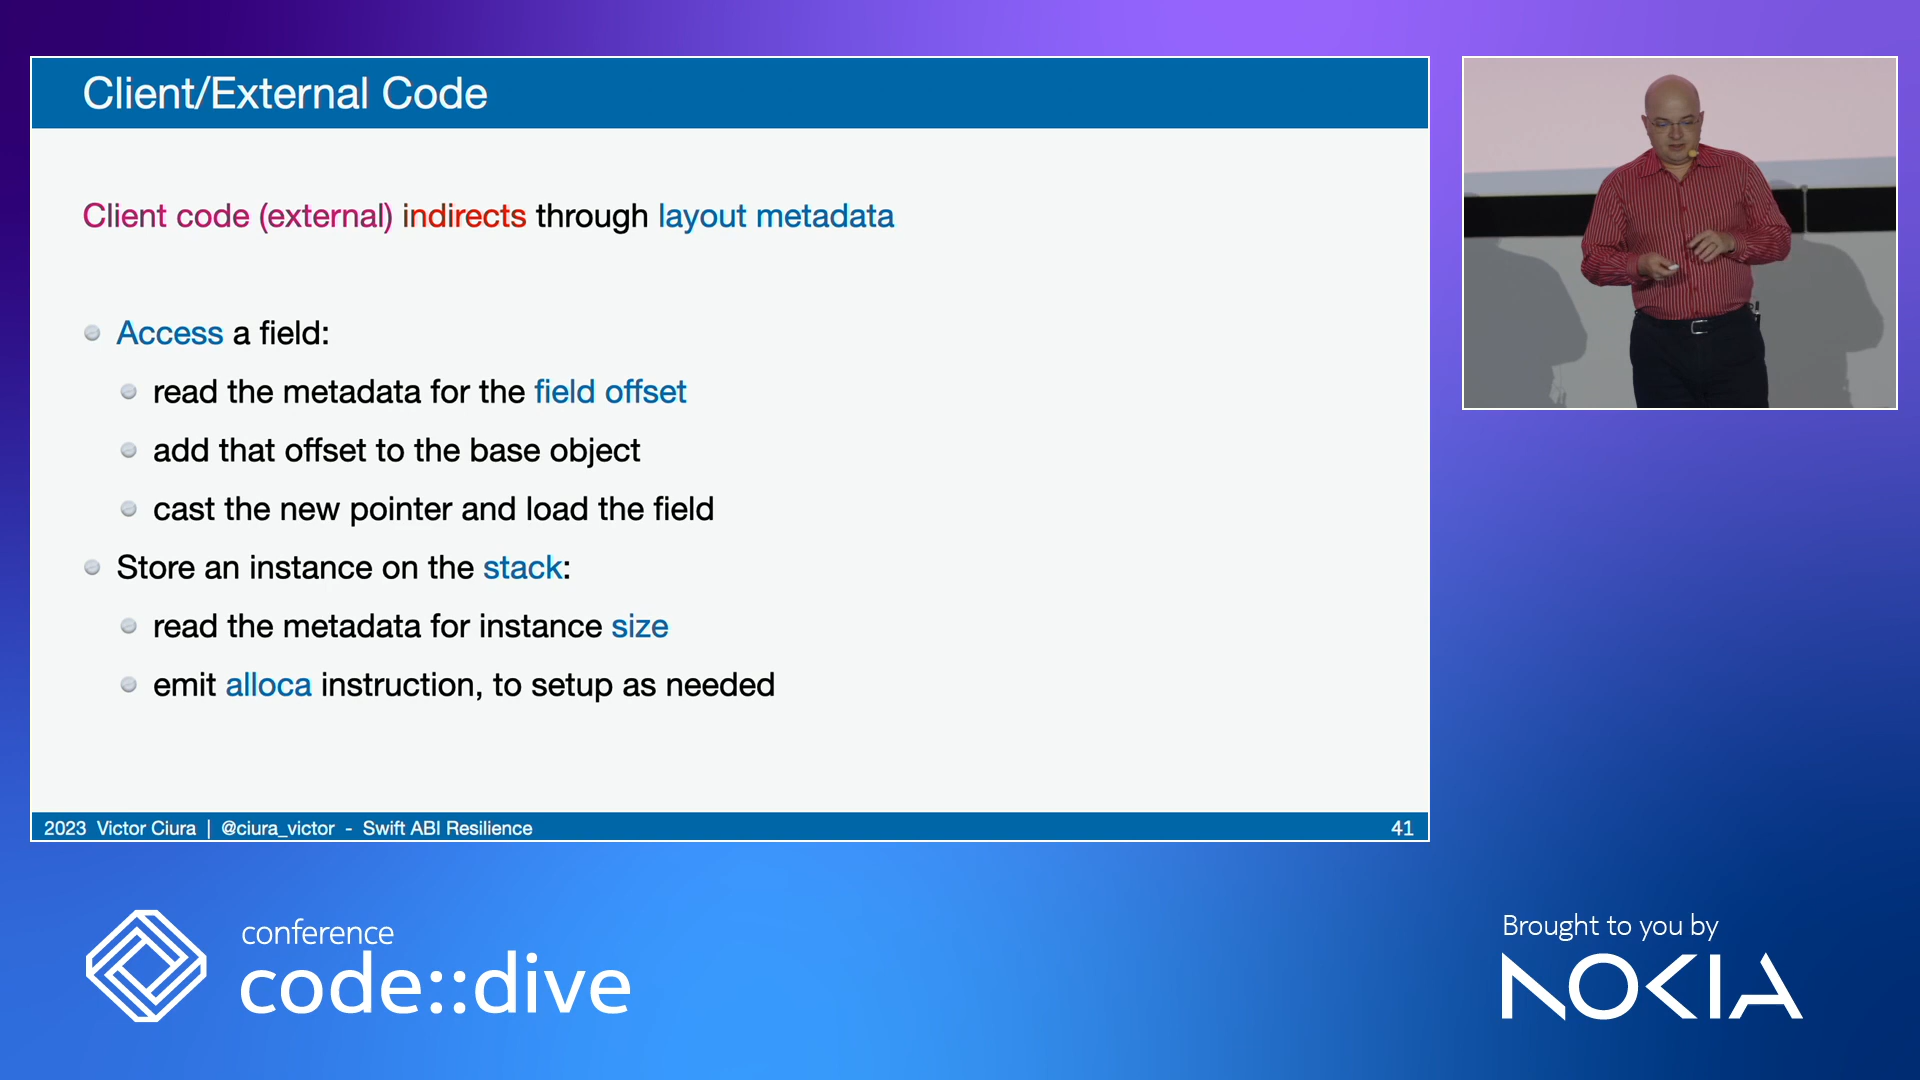 Client/External Code
Client code (external) indirects through layout metadata
Access a field:
read the metadata for the field offset
add that offset to the base object
cast the new pointer and load the field
Store an instance on the stack:
read the metadata for instance size
emit alloca instruction, to setup as needed
2023 Victor Ciura | @ciura_victor - Swift ABI Resilience 41
conference
code::dive
Brought to you by
NOKIA